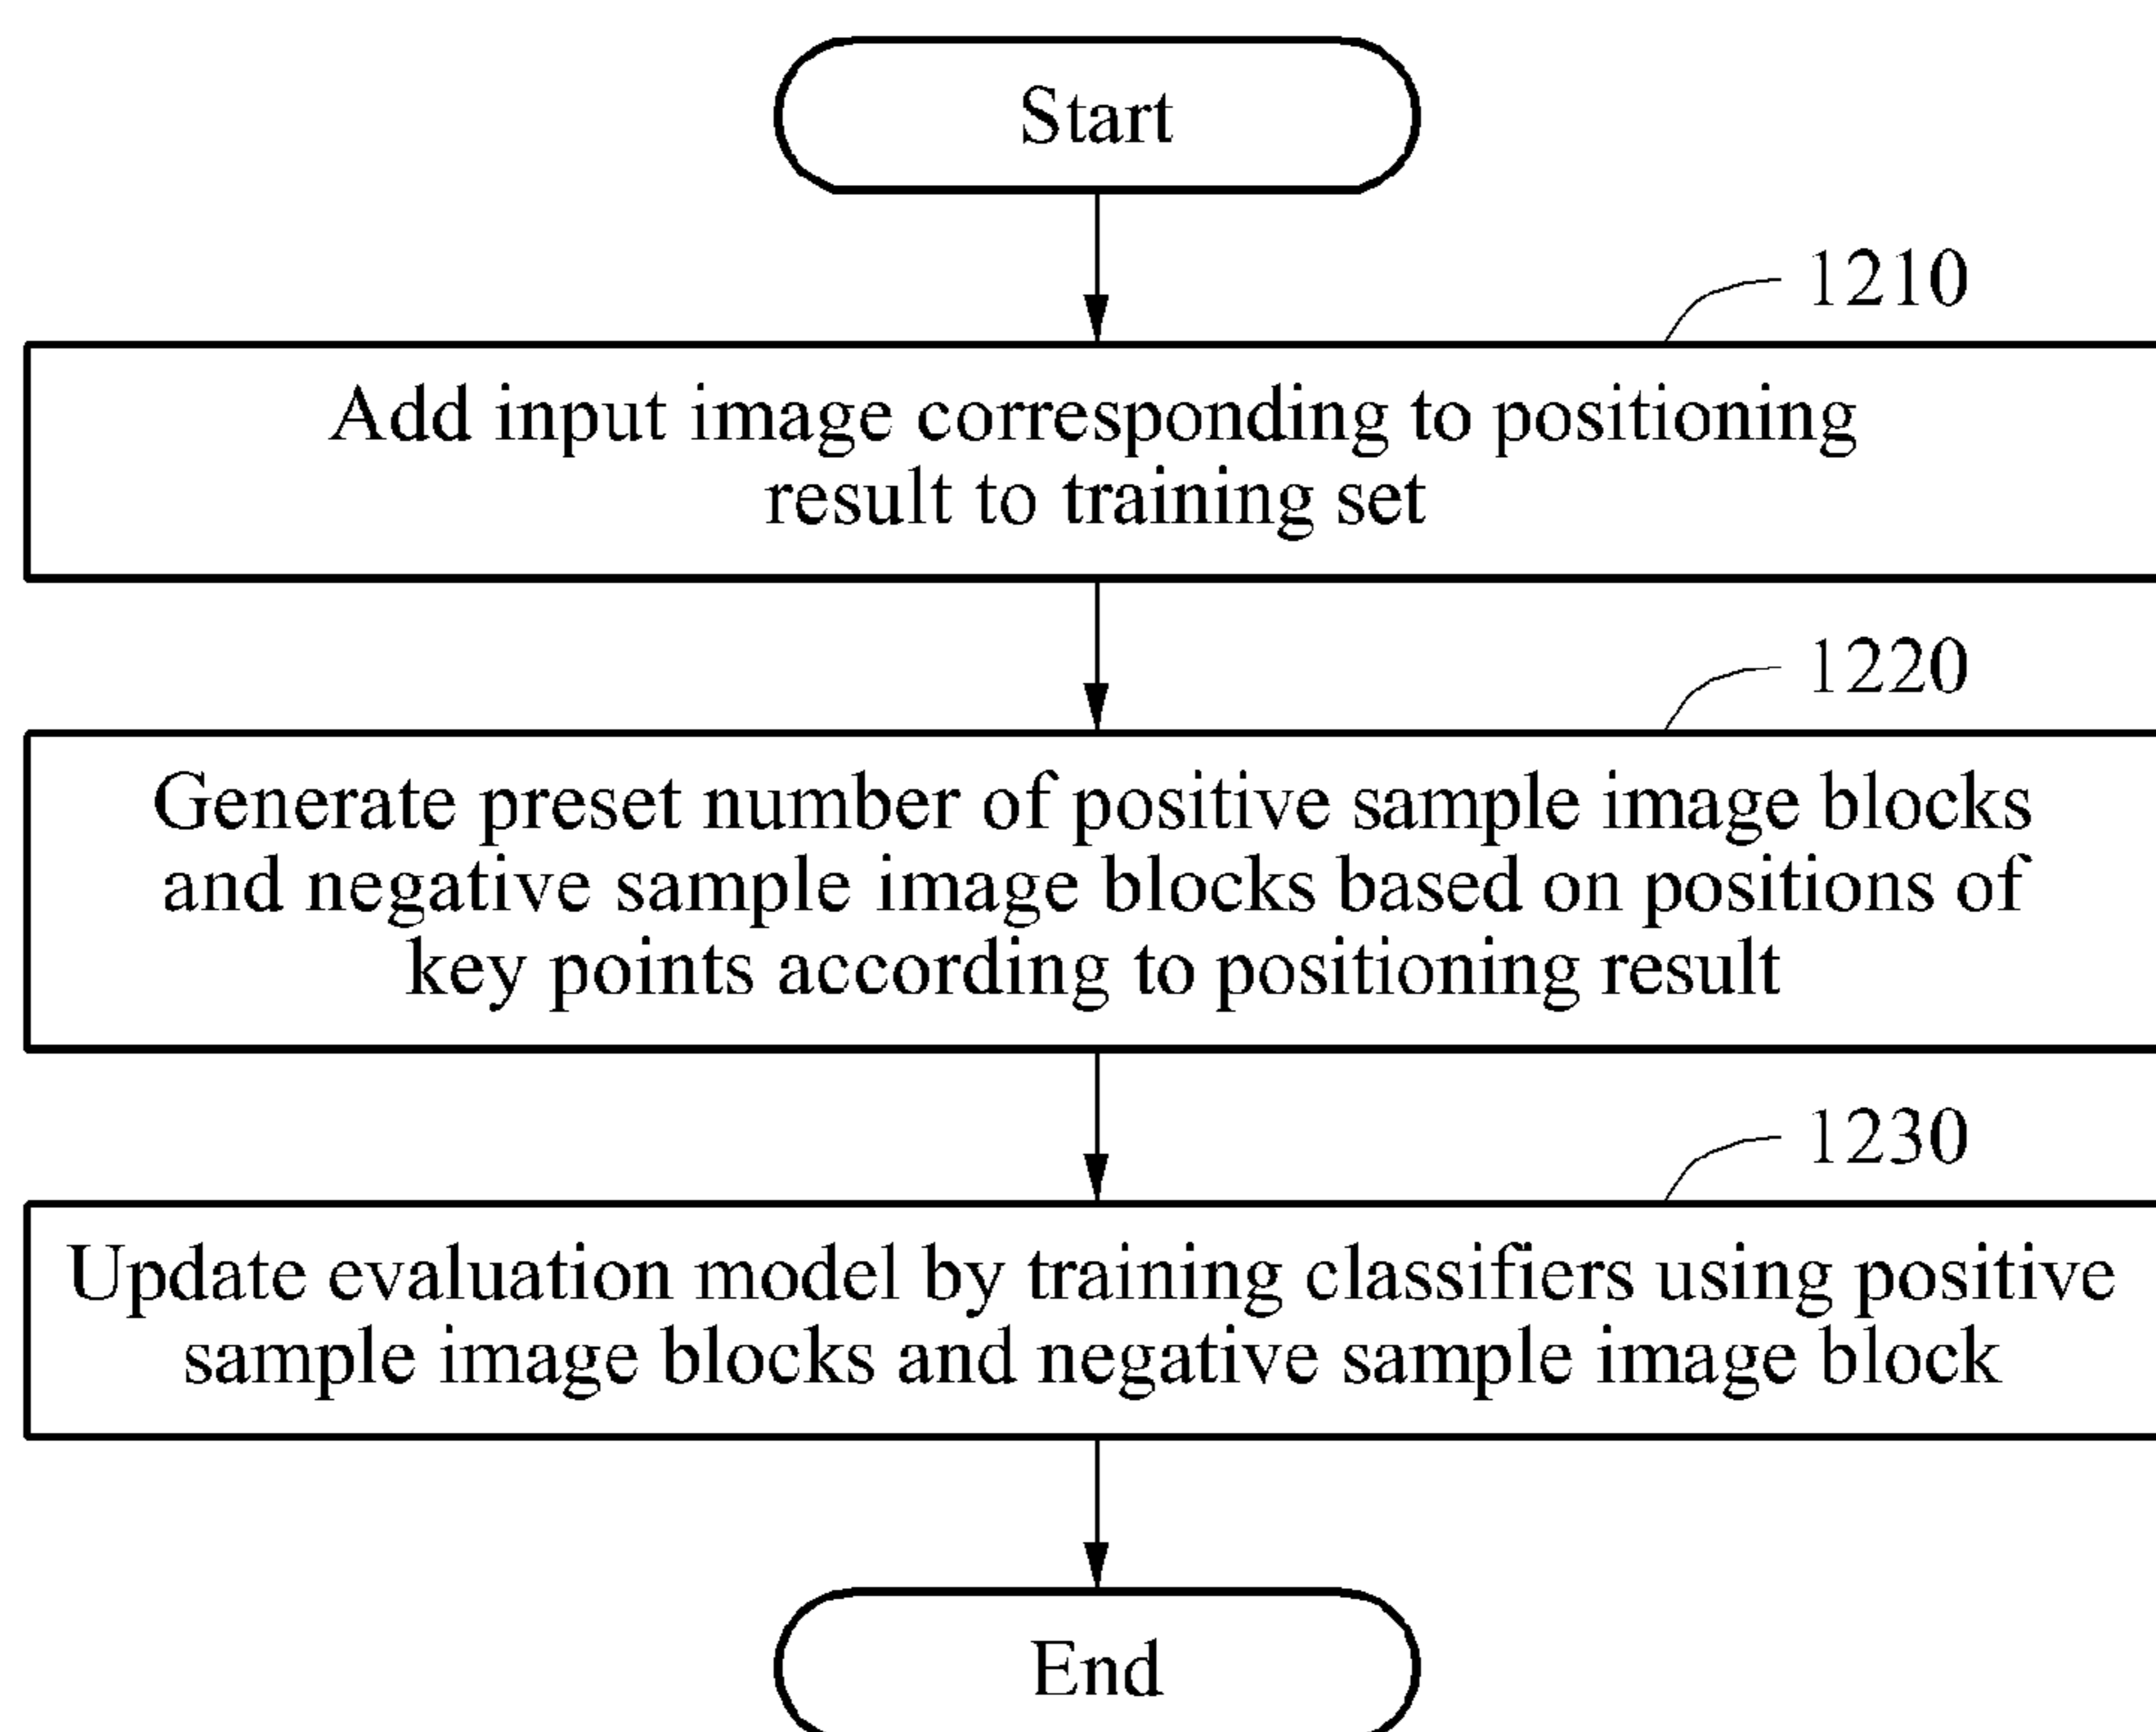 Start
1210
Add input image corresponding to positioning
result to training set
1220
Generate preset number of positive sample image blocks
and negative sample image blocks based on positions of
key points according to positioning result
1230
Update evaluation model by training classifiers using positive
sample image blocks and negative sample image block
End